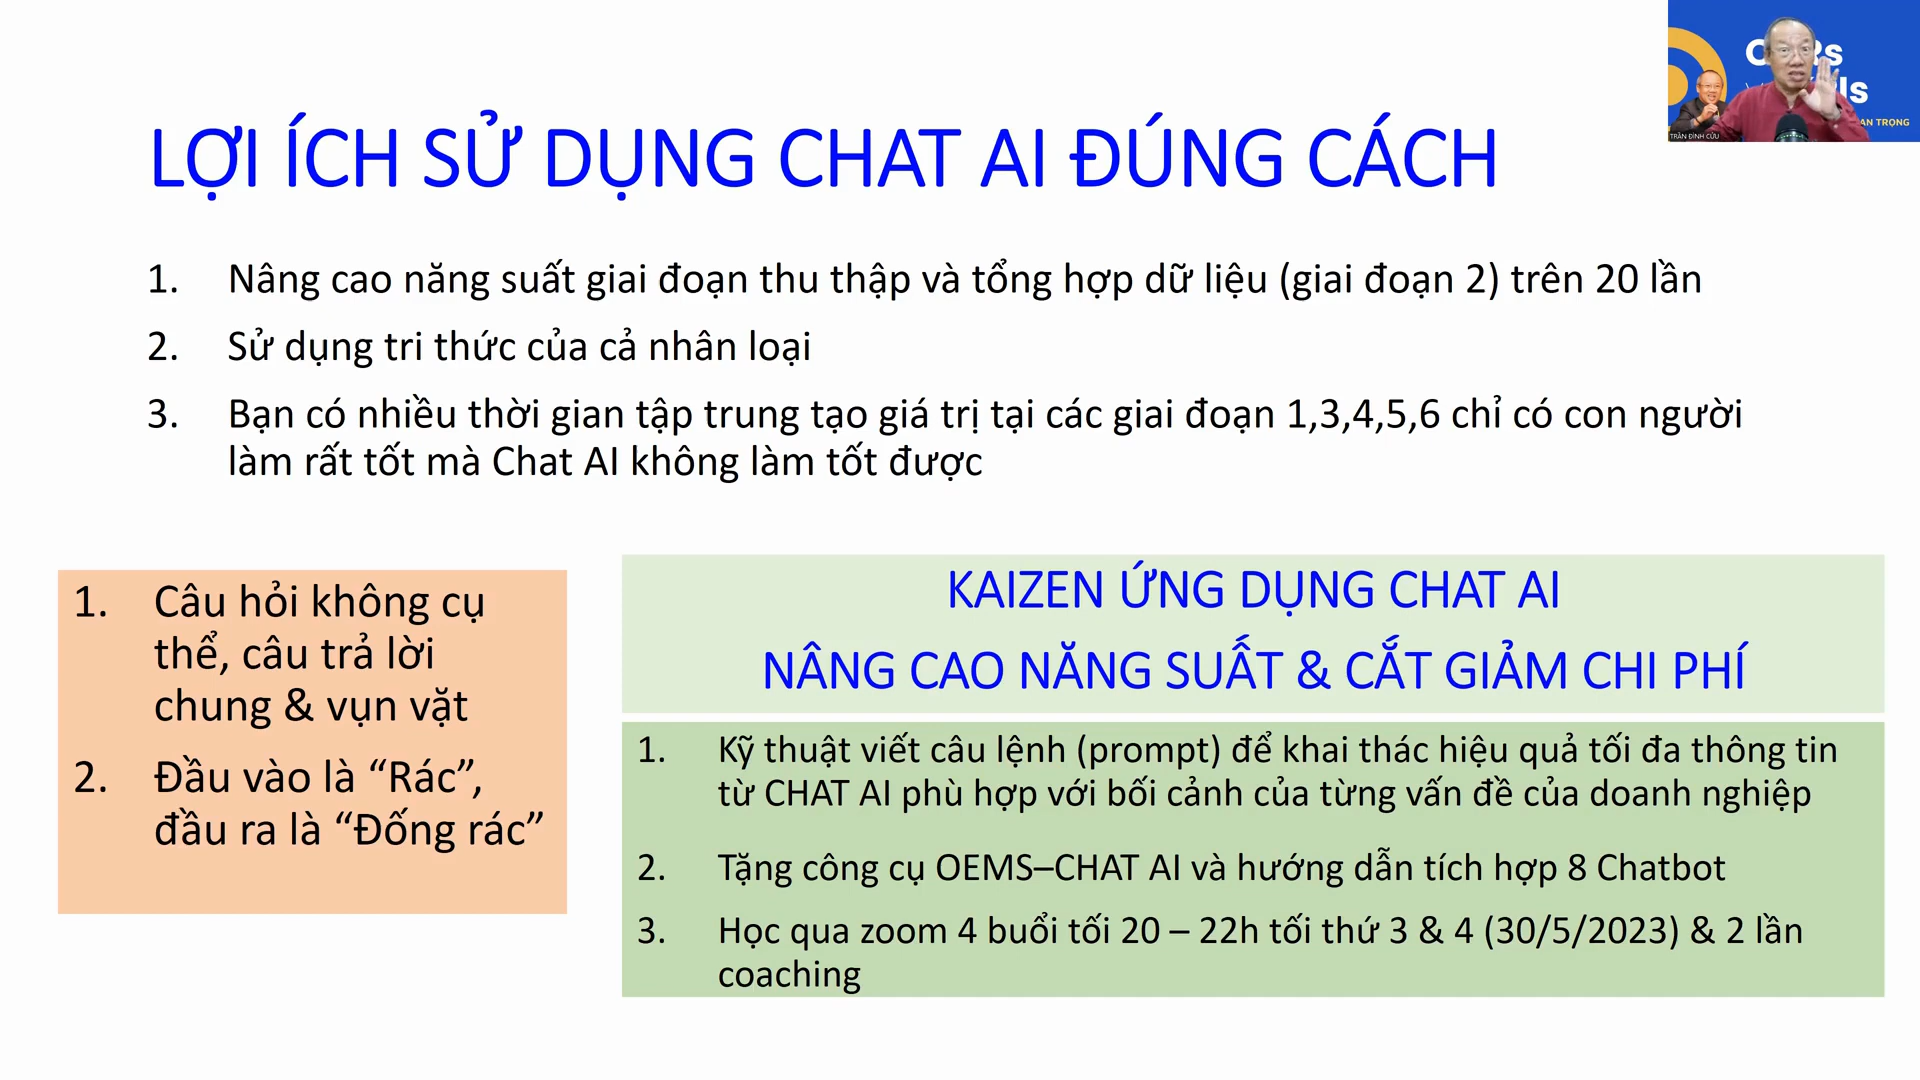 LỢI ÍCH SỬ DỤNG CHAT AI ĐÚNG CÁCH
1. Nâng cao năng suất giai đoạn thu thập và tổng hợp dữ liệu (giai đoạn 2) trên 20 lần
2. Sử dụng tri thức của cả nhân loại
3. Bạn có nhiều thời gian tập trung tạo giá trị tại các giai đoạn 1,3,4,5,6 chỉ có con người
làm rất tốt mà Chat AI không làm tốt được
1. Câu hỏi không cụ
thể, câu trả lời
chung & vụn vặt
2. Đầu vào là “Rác”,
đầu ra là “Đống rác”
KAIZEN ỨNG DỤNG CHAT AI
NÂNG CAO NĂNG SUẤT & CẮT GIẢM CHI PHÍ
1. Kỹ thuật viết câu lệnh (prompt) để khai thác hiệu quả tối đa thông tin
từ CHAT AI phù hợp với bối cảnh của từng vấn đề của doanh nghiệp
2. Tặng công cụ OEMS–CHAT AI và hướng dẫn tích hợp 8 Chatbot
3. Học qua zoom 4 buổi tối 20 – 22h tối thứ 3 & 4 (30/5/2023) & 2 lần
coaching
TRẦN ĐÌNH CỬU
TRỌNG